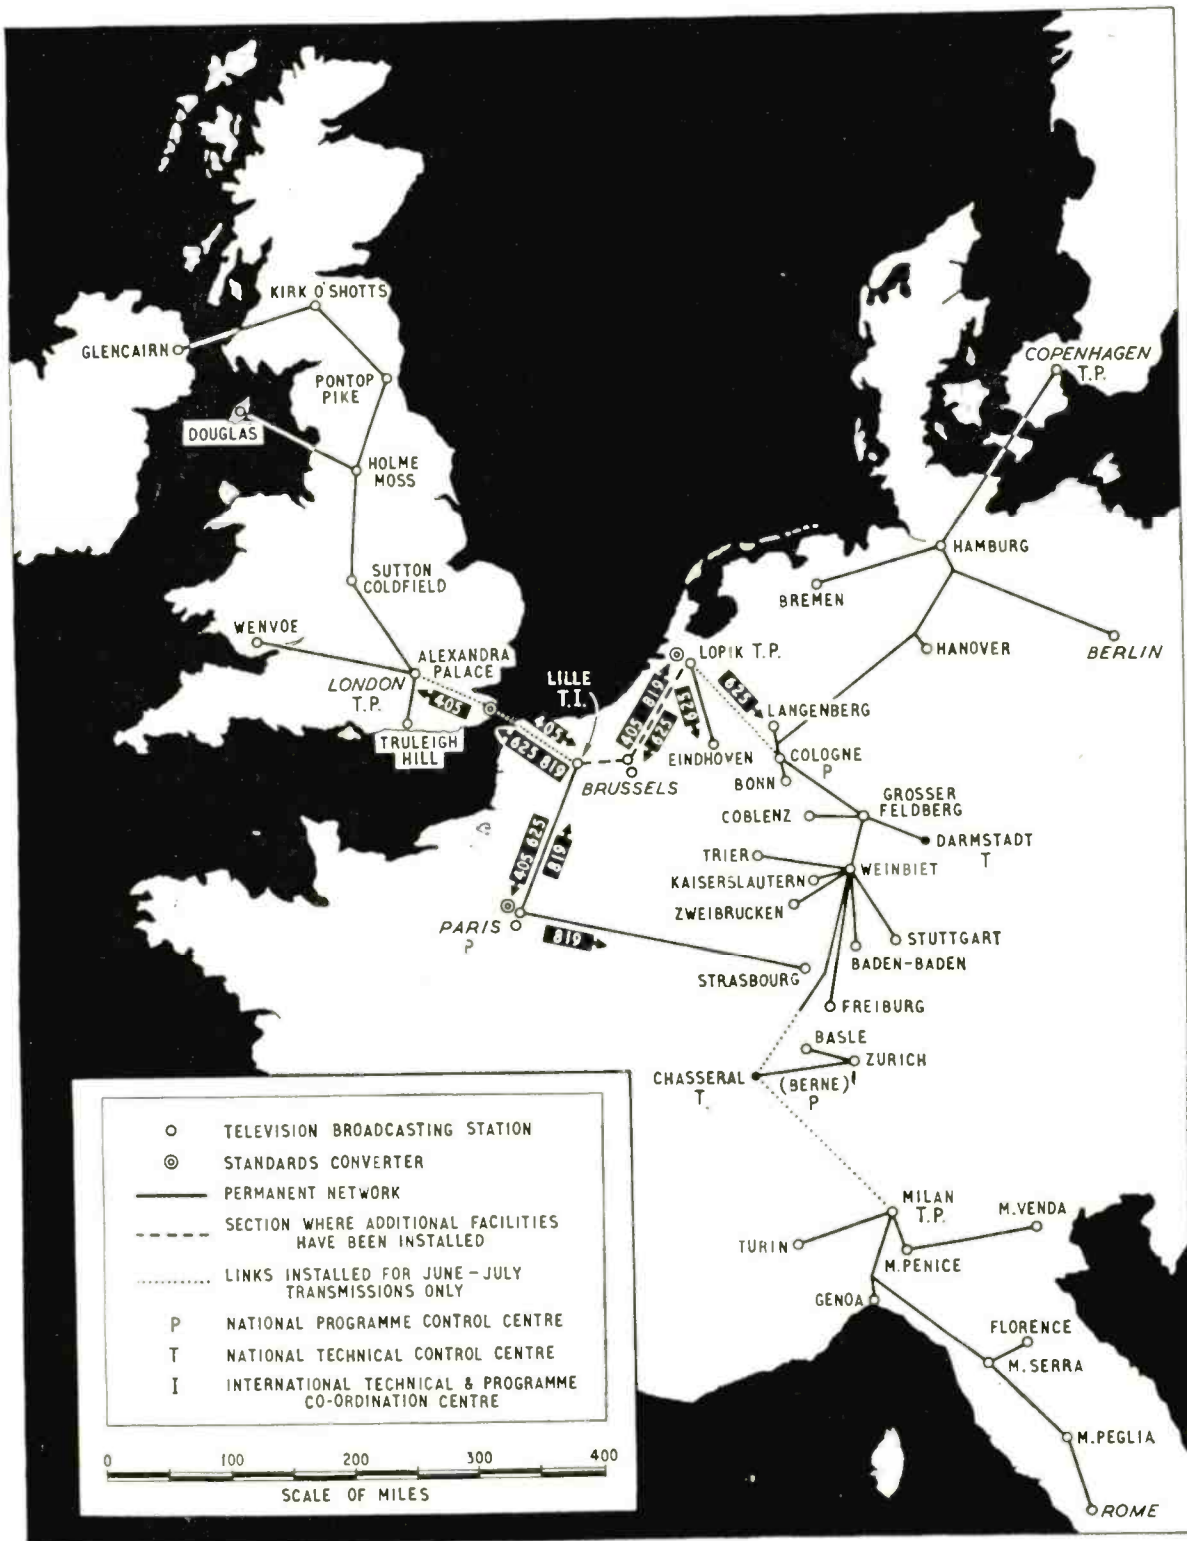 KIRK O'SHOTTS
GLENCAIRN
PONTOP
PIKE
DOUGLAS
HOLME
MOSS
SUTTON
COLDFIELD
WENVOE
ALEXANDRA
PALACE
LONDON
T.P.
405
TRULEIGH
HILL
COPENHAGEN
T.P.
HAMBURG
BREMEN
HANOVER
BERLIN
LOPIK T.P.
LILLE
T.I.
405
625 819
405 819
625
625
625
LANGENBERG
EINDHOVEN
COLOGNE
P
BRUSSELS
BONN
GROSSER
FELDBERG
COBLENZ
DARMSTADT
T
405 625
819
TRIER
WEINBIET
KAISERSLAUTERN
ZWEIBRUCKEN
PARIS
P
819
STUTTGART
BADEN-BADEN
STRASBOURG
FREIBURG
BASLE
ZURICH
CHASSERAL
T
(BERNE)
P
MILAN
T.P.
M.VENDA
TURIN
M.PENICE
GENOA
FLORENCE
M.SERRA
M.PEGLIA
ROME
TELEVISION BROADCASTING STATION
STANDARDS CONVERTER
PERMANENT NETWORK
SECTION WHERE ADDITIONAL FACILITIES
HAVE BEEN INSTALLED
LINKS INSTALLED FOR JUNE-JULY
TRANSMISSIONS ONLY
P NATIONAL PROGRAMME CONTROL CENTRE
T NATIONAL TECHNICAL CONTROL CENTRE
I INTERNATIONAL TECHNICAL & PROGRAMME
CO-ORDINATION CENTRE
0 100 200 300 400
SCALE OF MILES